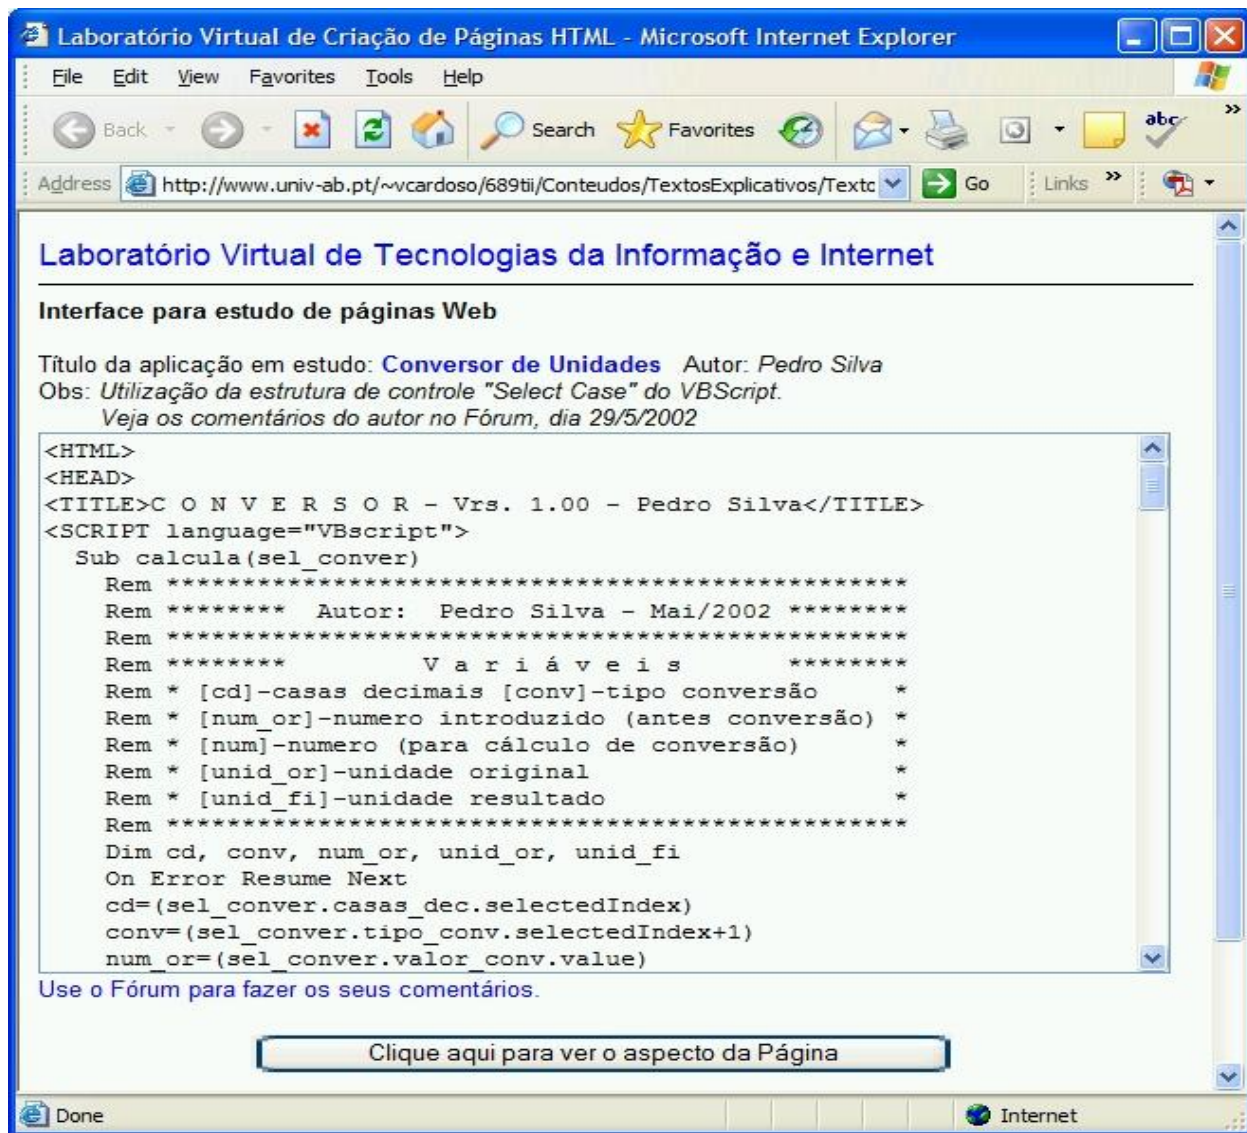 Laboratório Virtual de Criação de Páginas HTML - Microsoft Internet Explorer
File Edit View Favorites Tools Help
Back Search Favorites abc »
Address http://www.univ-ab.pt/~vcardoso/689tii/Conteudos/TextosExplicativos/Textc Go Links »
Laboratório Virtual de Tecnologias da Informação e Internet
Interface para estudo de páginas Web
Título da aplicação em estudo: Conversor de Unidades Autor: Pedro Silva
Obs: Utilização da estrutura de controle "Select Case" do VBScript.
Veja os comentários do autor no Fórum, dia 29/5/2002
<HTML>
<HEAD>
<TITLE>C O N V E R S O R - Vrs. 1.00 - Pedro Silva</TITLE>
<SCRIPT language="VBscript">
Sub calcula(sel_conver)
Rem *************************************************
Rem ******** Autor: Pedro Silva - Mai/2002 ********
Rem *************************************************
Rem ******** V a r i á v e i s ********
Rem * [cd]-casas decimais [conv]-tipo conversão *
Rem * [num_or]-numero introduzido (antes conversão) *
Rem * [num]-numero (para cálculo de conversão) *
Rem * [unid_or]-unidade original *
Rem * [unid_fi]-unidade resultado *
Rem *************************************************
Dim cd, conv, num_or, unid_or, unid_fi
On Error Resume Next
cd=(sel_conver.casas_dec.selectedIndex)
conv=(sel_conver.tipo_conv.selectedIndex+1)
num_or=(sel_conver.valor_conv.value)
Use o Fórum para fazer os seus comentários.
Clique aqui para ver o aspecto da Página
Done Internet